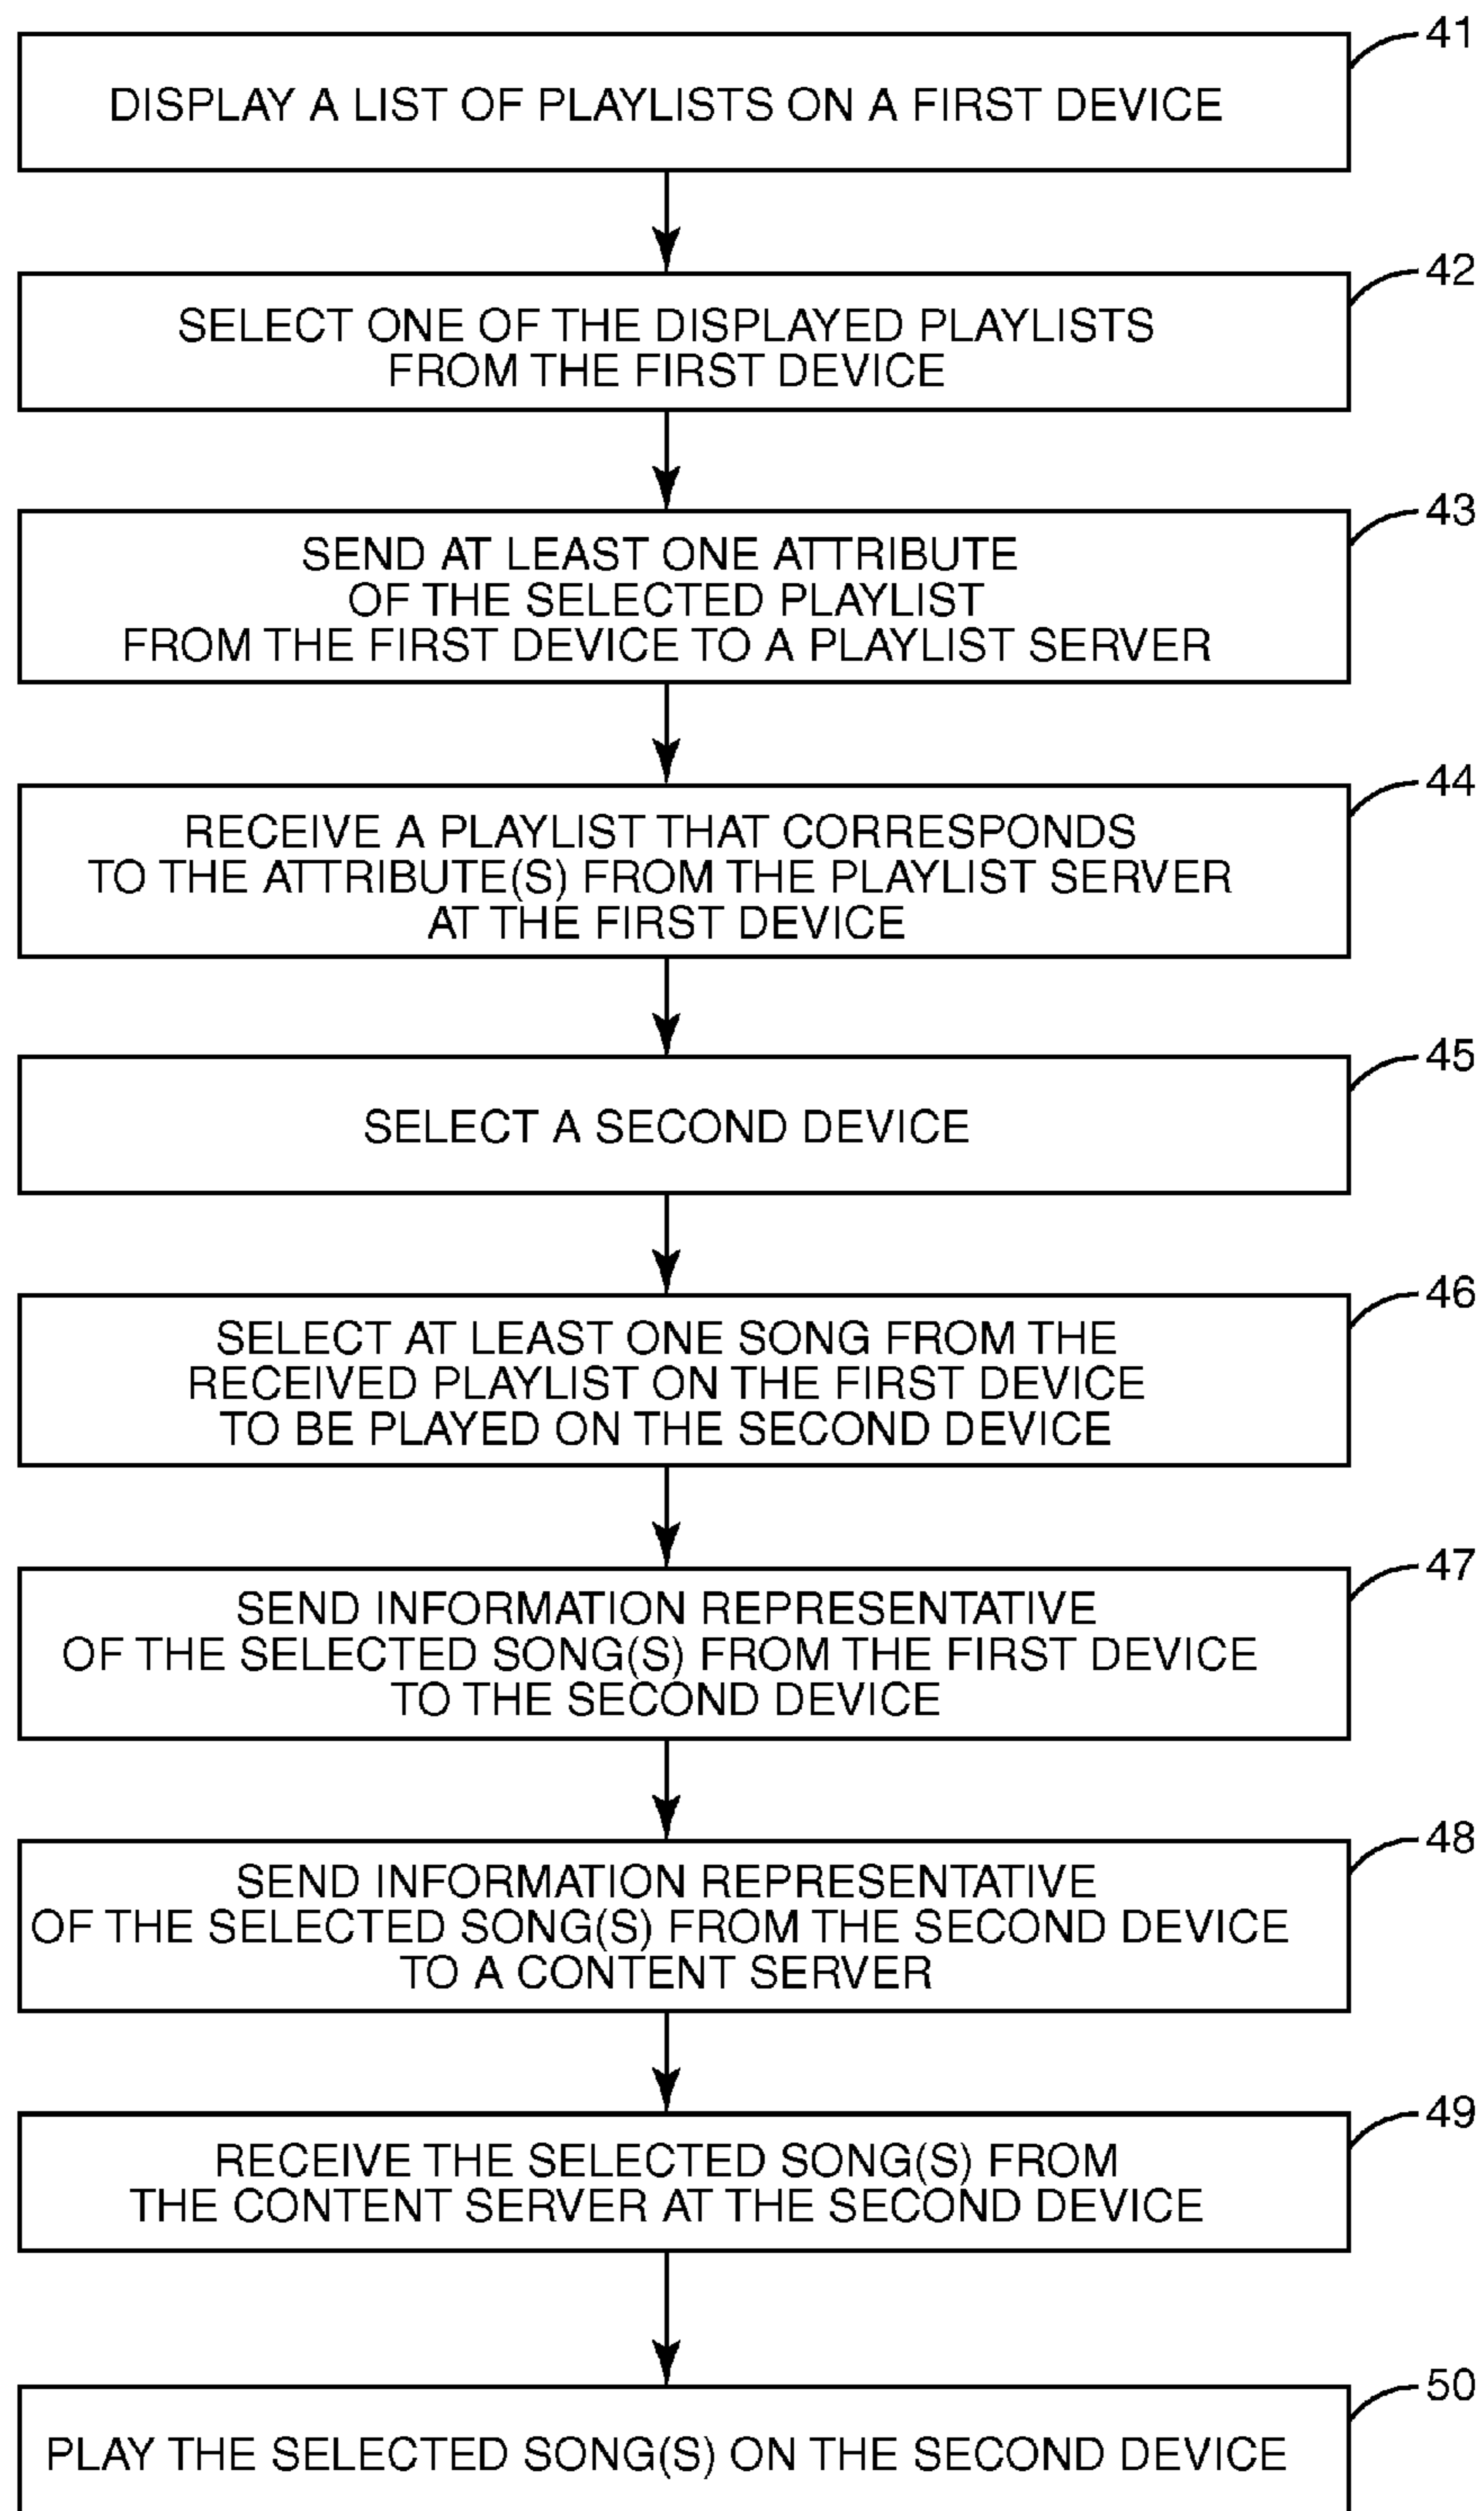 41
DISPLAY A LIST OF PLAYLISTS ON A FIRST DEVICE
42
SELECT ONE OF THE DISPLAYED PLAYLISTS
FROM THE FIRST DEVICE
43
SEND AT LEAST ONE ATTRIBUTE
OF THE SELECTED PLAYLIST
FROM THE FIRST DEVICE TO A PLAYLIST SERVER
44
RECEIVE A PLAYLIST THAT CORRESPONDS
TO THE ATTRIBUTE(S) FROM THE PLAYLIST SERVER
AT THE FIRST DEVICE
45
SELECT A SECOND DEVICE
46
SELECT AT LEAST ONE SONG FROM THE
RECEIVED PLAYLIST ON THE FIRST DEVICE
TO BE PLAYED ON THE SECOND DEVICE
47
SEND INFORMATION REPRESENTATIVE
OF THE SELECTED SONG(S) FROM THE FIRST DEVICE
TO THE SECOND DEVICE
48
SEND INFORMATION REPRESENTATIVE
OF THE SELECTED SONG(S) FROM THE SECOND DEVICE
TO A CONTENT SERVER
49
RECEIVE THE SELECTED SONG(S) FROM
THE CONTENT SERVER AT THE SECOND DEVICE
50
PLAY THE SELECTED SONG(S) ON THE SECOND DEVICE